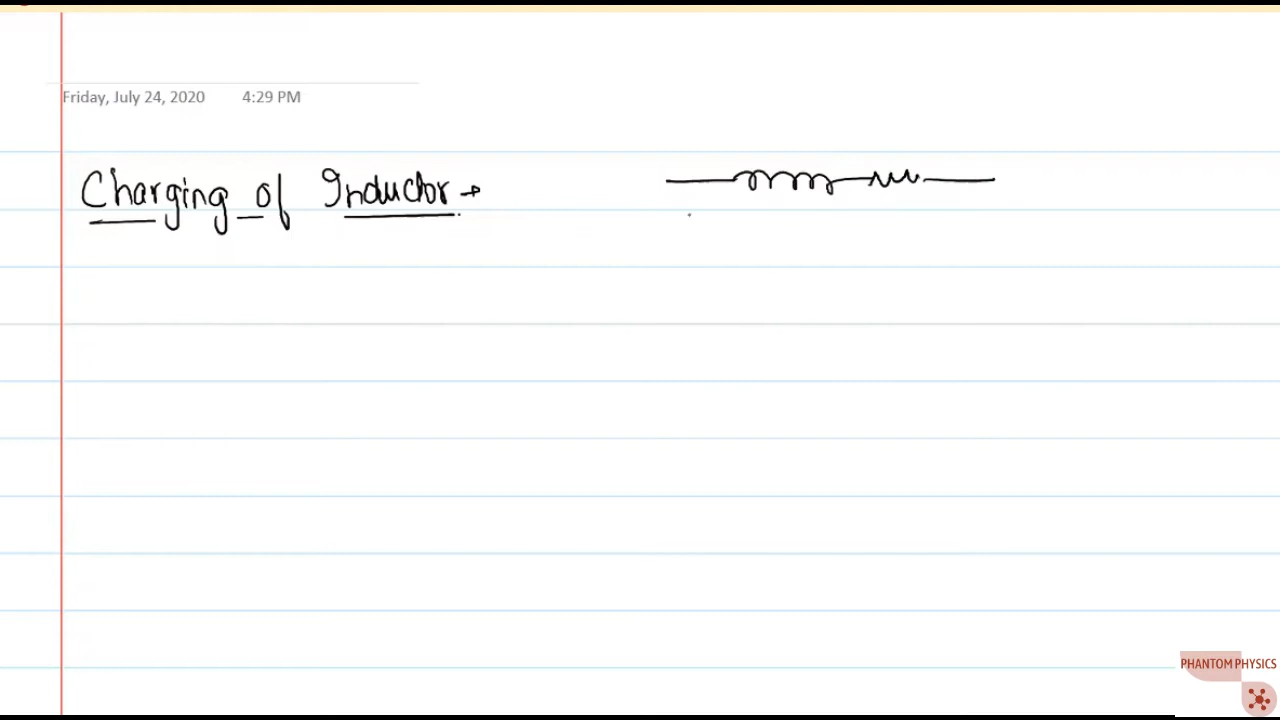 Friday, July 24, 2020 4:29 PM
Charging of Inductor →
PHANTOM PHYSICS